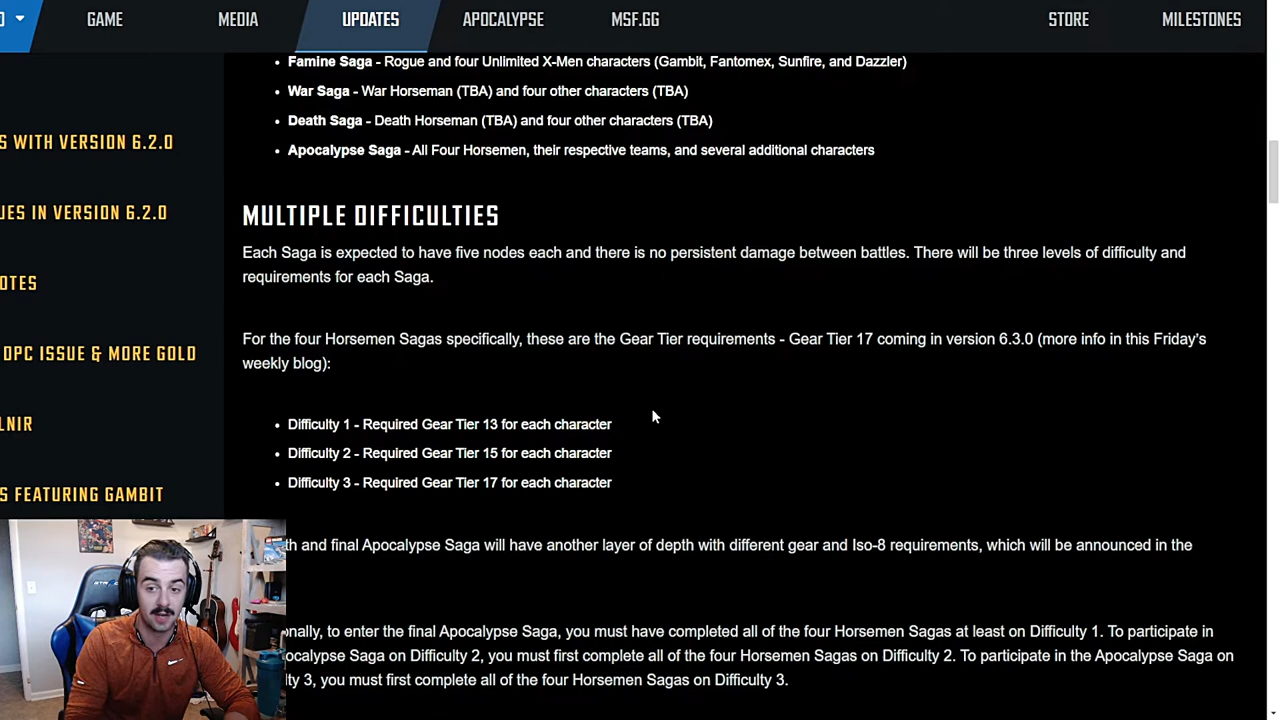 GAME
MEDIA
UPDATES
APOCALYPSE
MSF.GG
STORE
MILESTONES
S WITH VERSION 6.2.0
UES IN VERSION 6.2.0
OTES
OPC ISSUE & MORE GOLD
LNIR
S FEATURING GAMBIT
• Famine Saga - Rogue and four Unlimited X-Men characters (Gambit, Fantomex, Sunfire, and Dazzler)
• War Saga - War Horseman (TBA) and four other characters (TBA)
• Death Saga - Death Horseman (TBA) and four other characters (TBA)
• Apocalypse Saga - All Four Horsemen, their respective teams, and several additional characters
MULTIPLE DIFFICULTIES
Each Saga is expected to have five nodes each and there is no persistent damage between battles. There will be three levels of difficulty and
requirements for each Saga.
For the four Horsemen Sagas specifically, these are the Gear Tier requirements - Gear Tier 17 coming in version 6.3.0 (more info in this Friday's
weekly blog):
• Difficulty 1 - Required Gear Tier 13 for each character
• Difficulty 2 - Required Gear Tier 15 for each character
• Difficulty 3 - Required Gear Tier 17 for each character
th and final Apocalypse Saga will have another layer of depth with different gear and Iso-8 requirements, which will be announced in the
onally, to enter the final Apocalypse Saga, you must have completed all of the four Horsemen Sagas at least on Difficulty 1. To participate in
ocalypse Saga on Difficulty 2, you must first complete all of the four Horsemen Sagas on Difficulty 2. To participate in the Apocalypse Saga on
lty 3, you must first complete all of the four Horsemen Sagas on Difficulty 3.